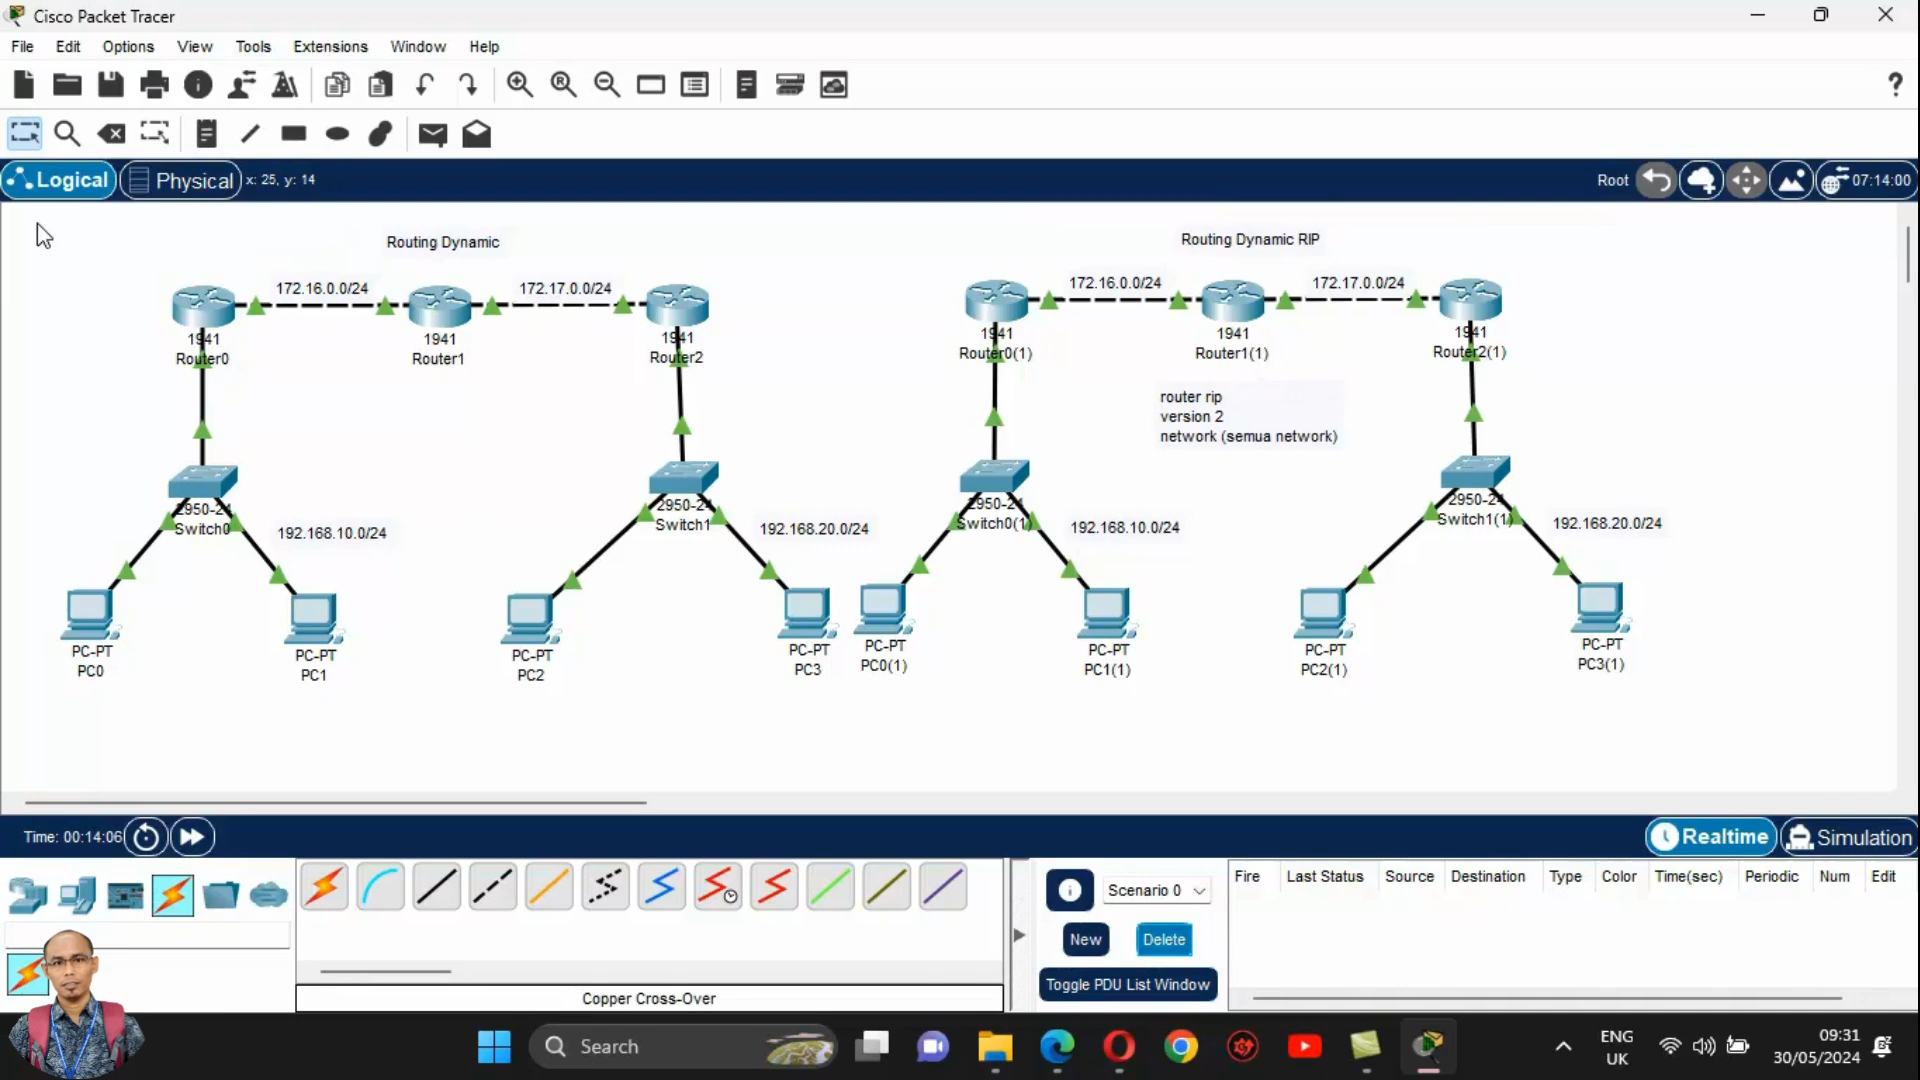 Cisco Packet Tracer
File Edit Options View Tools Extensions Window Help
Logical Physical x: 25, y: 14 Root 07:14:00
Routing Dynamic
172.16.0.0/24 172.17.0.0/24
1941 1941 1941
Router0 Router1 Router2
2950-24 2950-24
Switch0 Switch1
192.168.10.0/24 192.168.20.0/24
PC-PT PC-PT PC-PT PC-PT
PC0 PC1 PC2 PC3
Routing Dynamic RIP
172.16.0.0/24 172.17.0.0/24
1941 1941 1941
Router0(1) Router1(1) Router2(1)
router rip
version 2
network (semua network)
2950-24 2950-24
Switch0(1) Switch1(1)
192.168.10.0/24 192.168.20.0/24
PC-PT PC-PT PC-PT PC-PT
PC0(1) PC1(1) PC2(1) PC3(1)
Time: 00:14:06 Realtime Simulation
Scenario 0
New Delete
Toggle PDU List Window
Fire Last Status Source Destination Type Color Time(sec) Periodic Num Edit
Copper Cross-Over
Search
ENG
UK
09:31
30/05/2024